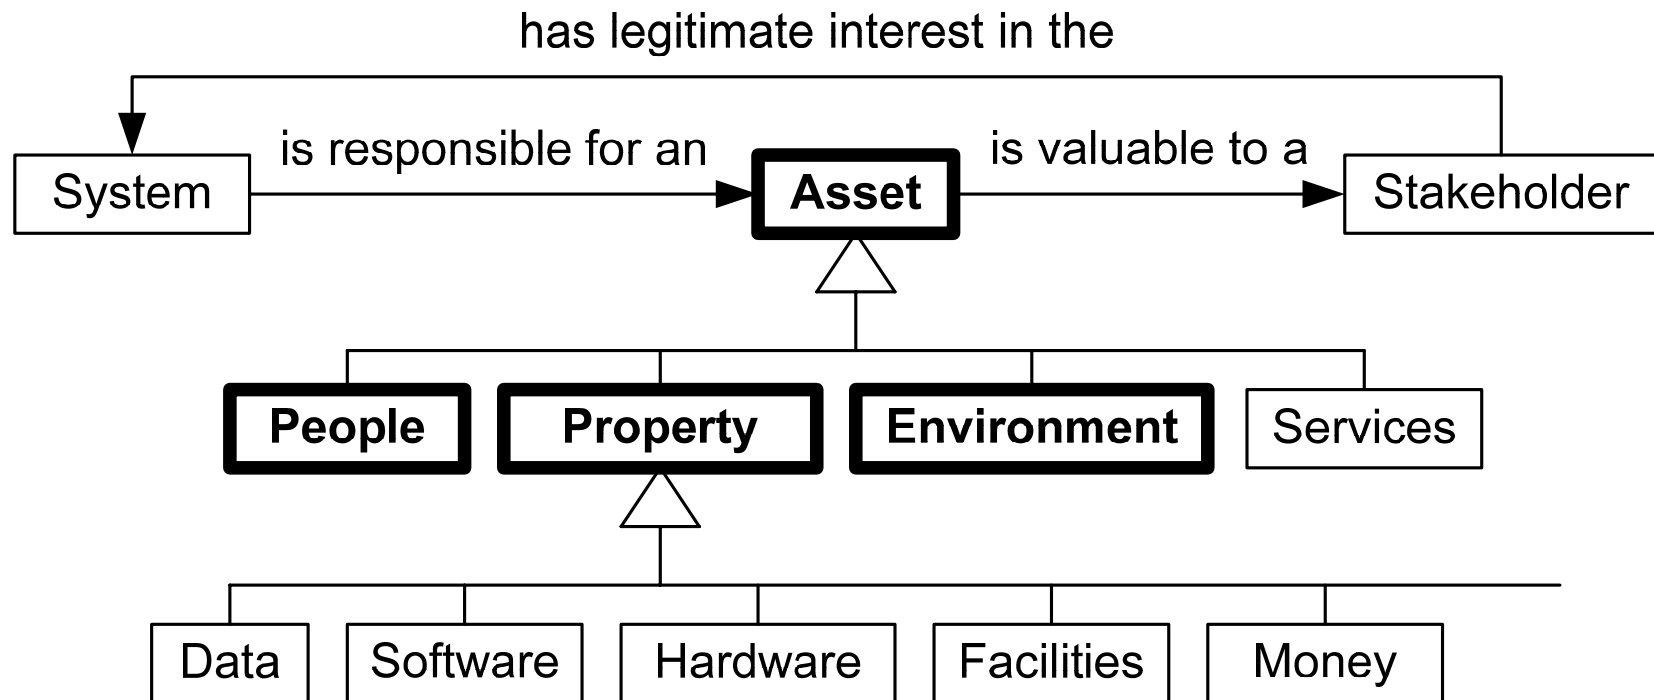 has legitimate interest in the
is responsible for an
is valuable to a
System
Asset
Stakeholder
People
Property
Environment
Services
Data
Software
Hardware
Facilities
Money